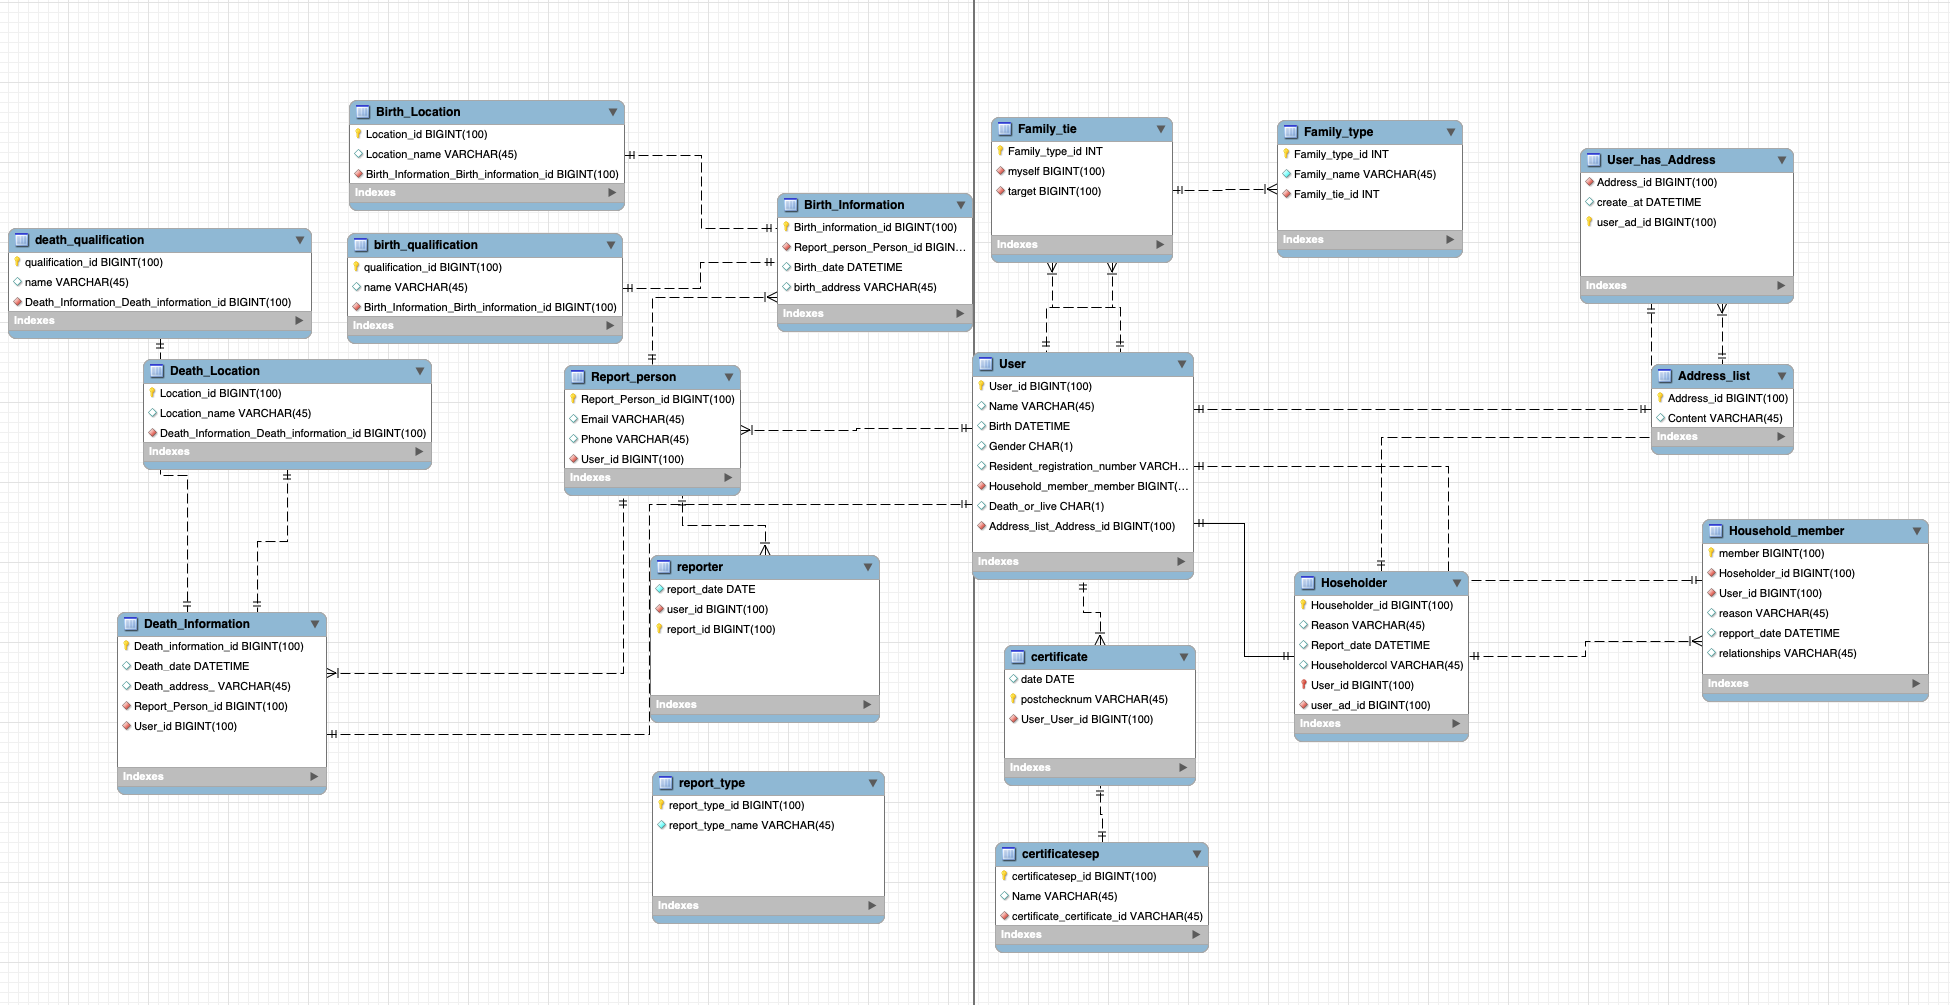 Birth_Location
Location_id BIGINT(100)
Location_name VARCHAR(45)
Birth_Information_Birth_information_id BIGINT(100)
Indexes
death_qualification
qualification_id BIGINT(100)
name VARCHAR(45)
Death_Information_Death_information_id BIGINT(100)
Indexes
birth_qualification
qualification_id BIGINT(100)
name VARCHAR(45)
Birth_Information_Birth_information_id BIGINT(100)
Indexes
Birth_Information
Birth_information_id BIGINT(100)
Report_person_Person_id BIGIN...
Birth_date DATETIME
birth_address VARCHAR(45)
Indexes
Death_Location
Location_id BIGINT(100)
Location_name VARCHAR(45)
Death_Information_Death_information_id BIGINT(100)
Indexes
Report_person
Report_Person_id BIGINT(100)
Email VARCHAR(45)
Phone VARCHAR(45)
User_id BIGINT(100)
Indexes
reporter
report_date DATE
user_id BIGINT(100)
report_id BIGINT(100)
Indexes
Death_Information
Death_information_id BIGINT(100)
Death_date DATETIME
Death_address_ VARCHAR(45)
Report_Person_id BIGINT(100)
User_id BIGINT(100)
Indexes
report_type
report_type_id BIGINT(100)
report_type_name VARCHAR(45)
Indexes
Family_tie
Family_type_id INT
myself BIGINT(100)
target BIGINT(100)
Indexes
Family_type
Family_type_id INT
Family_name VARCHAR(45)
Family_tie_id INT
Indexes
User_has_Address
Address_id BIGINT(100)
create_at DATETIME
user_ad_id BIGINT(100)
Indexes
User
User_id BIGINT(100)
Name VARCHAR(45)
Birth DATETIME
Gender CHAR(1)
Resident_registration_number VARCH...
Household_member_member BIGINT(...
Death_or_live CHAR(1)
Address_list_Address_id BIGINT(100)
Indexes
Address_list
Address_id BIGINT(100)
Content VARCHAR(45)
Indexes
Hoseholder
Householder_id BIGINT(100)
Reason VARCHAR(45)
Report_date DATETIME
Householdercol VARCHAR(45)
User_id BIGINT(100)
user_ad_id BIGINT(100)
Indexes
Household_member
member BIGINT(100)
Hoseholder_id BIGINT(100)
User_id BIGINT(100)
reason VARCHAR(45)
repport_date DATETIME
relationships VARCHAR(45)
Indexes
certificate
date DATE
postchecknum VARCHAR(45)
User_User_id BIGINT(100)
Indexes
certificatesep
certificatesep_id BIGINT(100)
Name VARCHAR(45)
certificate_certificate_id VARCHAR(45)
Indexes